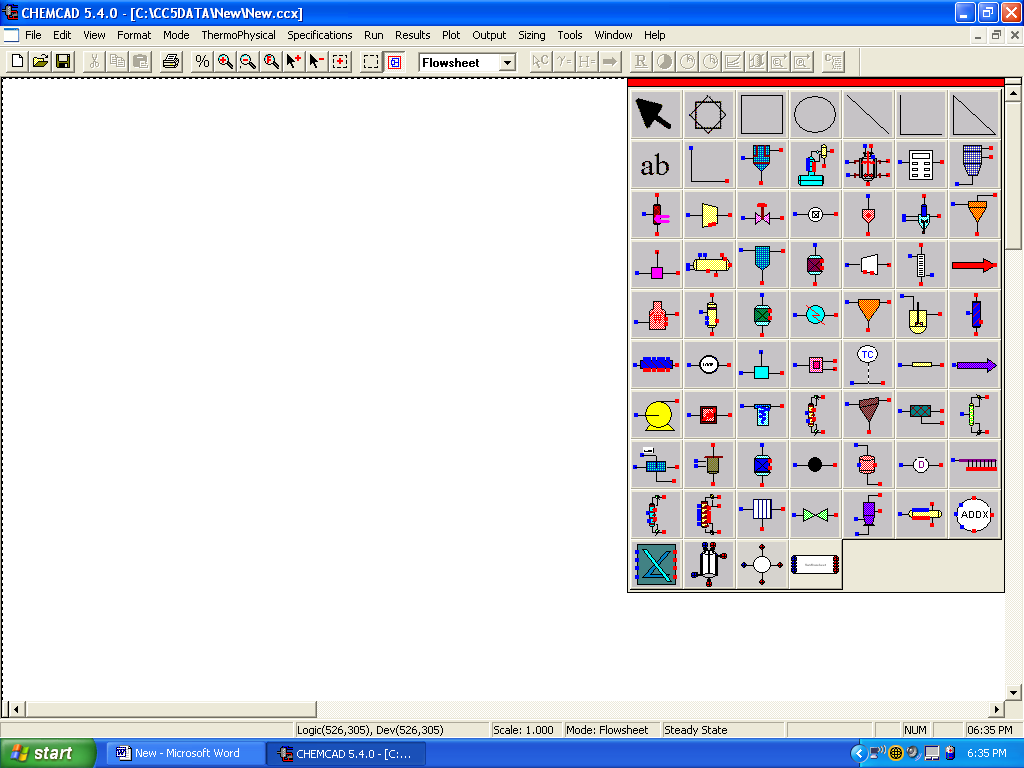 CHEMCAD 5.4.0 - [C:\CC5DATA\New\New.ccx]
File Edit View Format Mode ThermoPhysical Specifications Run Results Plot Output Sizing Tools Window Help
% Flowsheet C γ= H= R
ab
TC
D
ADDX
Logic(526,305), Dev(526,305) Scale: 1.000 Mode: Flowsheet Steady State NUM 06:35 PM
start New - Microsoft Word CHEMCAD 5.4.0 - [C:... 6:35 PM